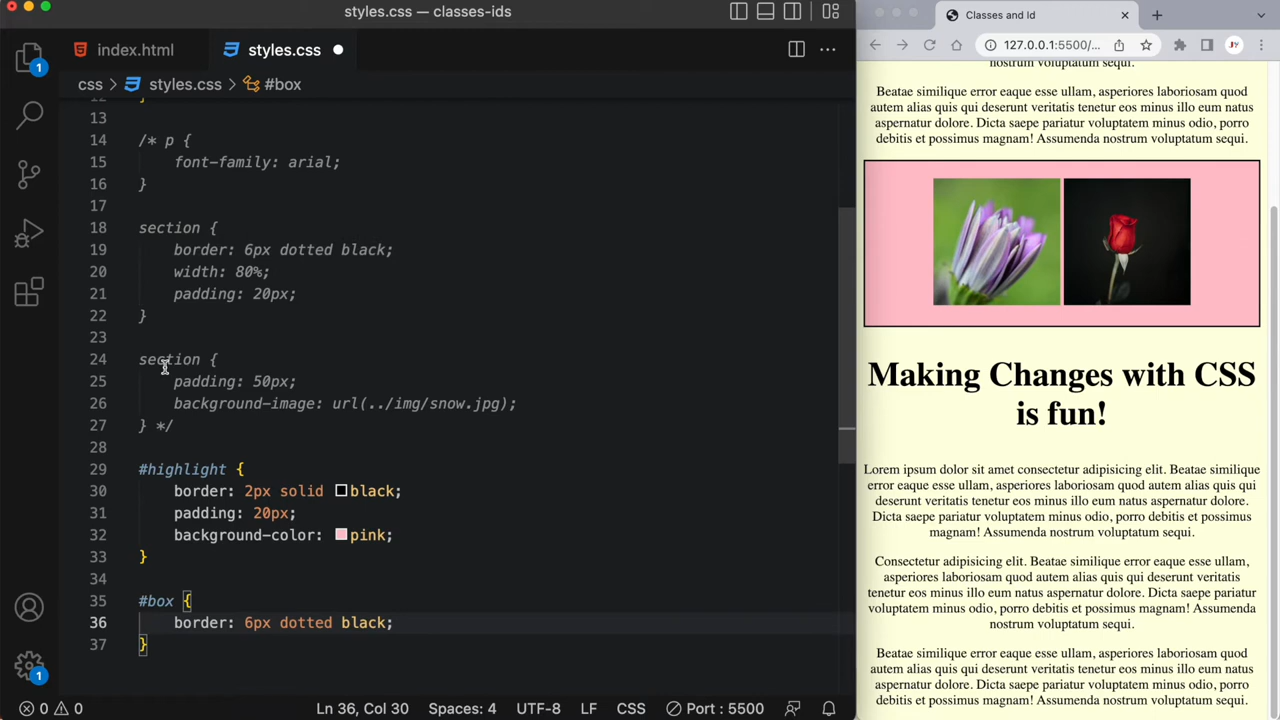 styles.css — classes-ids
index.html
styles.css
css > styles.css > #box
13
14 /* p {
15 font-family: arial;
16 }
17
18 section {
19 border: 6px dotted black;
20 width: 80%;
21 padding: 20px;
22 }
23
24 section {
25 padding: 50px;
26 background-image: url(../img/snow.jpg);
27 } */
28
29 #highlight {
30 border: 2px solid black;
31 padding: 20px;
32 background-color: pink;
33 }
34
35 #box {
36 border: 6px dotted black;
37 }
1
1
0 0
Ln 36, Col 30
Spaces: 4
UTF-8
LF
CSS
Port : 5500
Classes and Id
127.0.0.1:5500/...
JY
nostrum voluptatum sequi.
Beatae similique error eaque esse ullam, asperiores laboriosam quod
autem alias quis qui deserunt veritatis tenetur eos minus illo eum natus
aspernatur dolore. Dicta saepe pariatur voluptatem minus odio, porro
debitis et possimus magnam! Assumenda nostrum voluptatum sequi.
Making Changes with CSS
is fun!
Lorem ipsum dolor sit amet consectetur adipisicing elit. Beatae similique
error eaque esse ullam, asperiores laboriosam quod autem alias quis
qui deserunt veritatis tenetur eos minus illo eum natus aspernatur dolore.
Dicta saepe pariatur voluptatem minus odio, porro debitis et possimus
magnam! Assumenda nostrum voluptatum sequi.
Consectetur adipisicing elit. Beatae similique error eaque esse ullam,
asperiores laboriosam quod autem alias quis qui deserunt veritatis
tenetur eos minus illo eum natus aspernatur dolore. Dicta saepe pariatur
voluptatem minus odio, porro debitis et possimus magnam! Assumenda
nostrum voluptatum sequi.
Beatae similique error eaque esse ullam, asperiores laboriosam quod
autem alias quis qui deserunt veritatis tenetur eos minus illo eum natus
aspernatur dolore. Dicta saepe pariatur voluptatem minus odio, porro
debitis et possimus magnam! Assumenda nostrum voluptatum sequi.